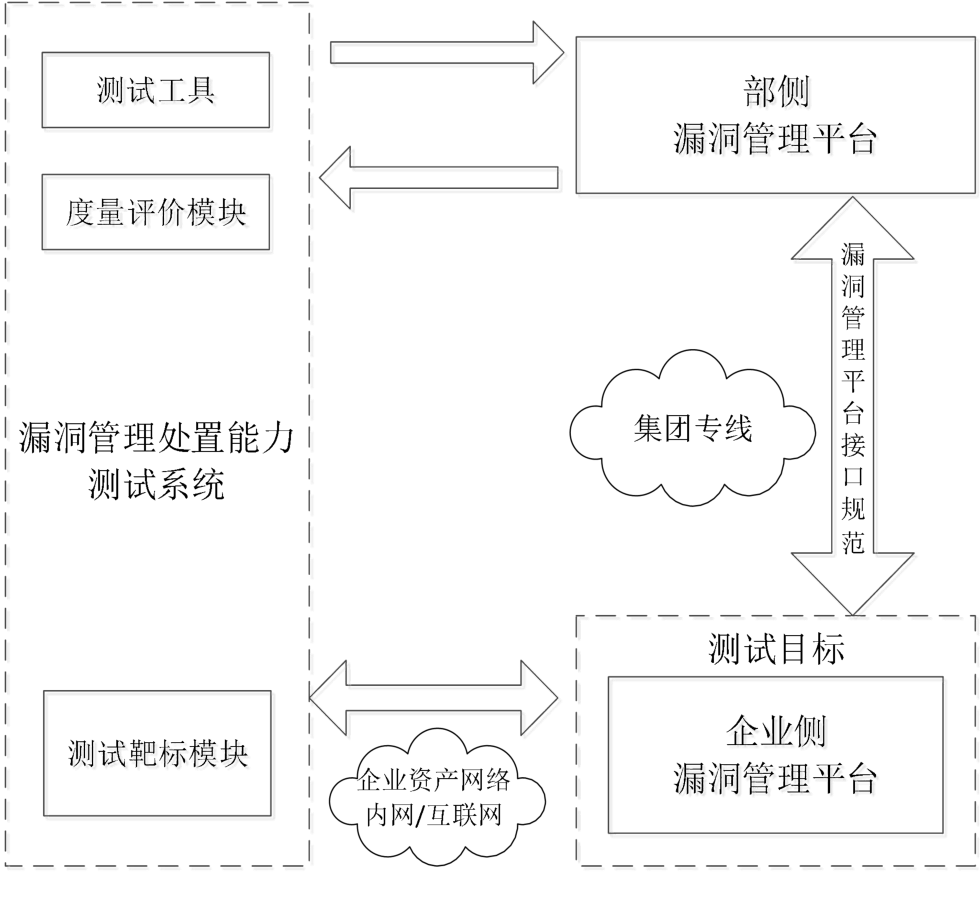 测试工具
度量评价模块
漏洞管理处置能力
测试系统
测试靶标模块
部侧
漏洞管理平台
漏洞管理平台接口规范
集团专线
企业资产网络
内网/互联网
测试目标
企业侧
漏洞管理平台